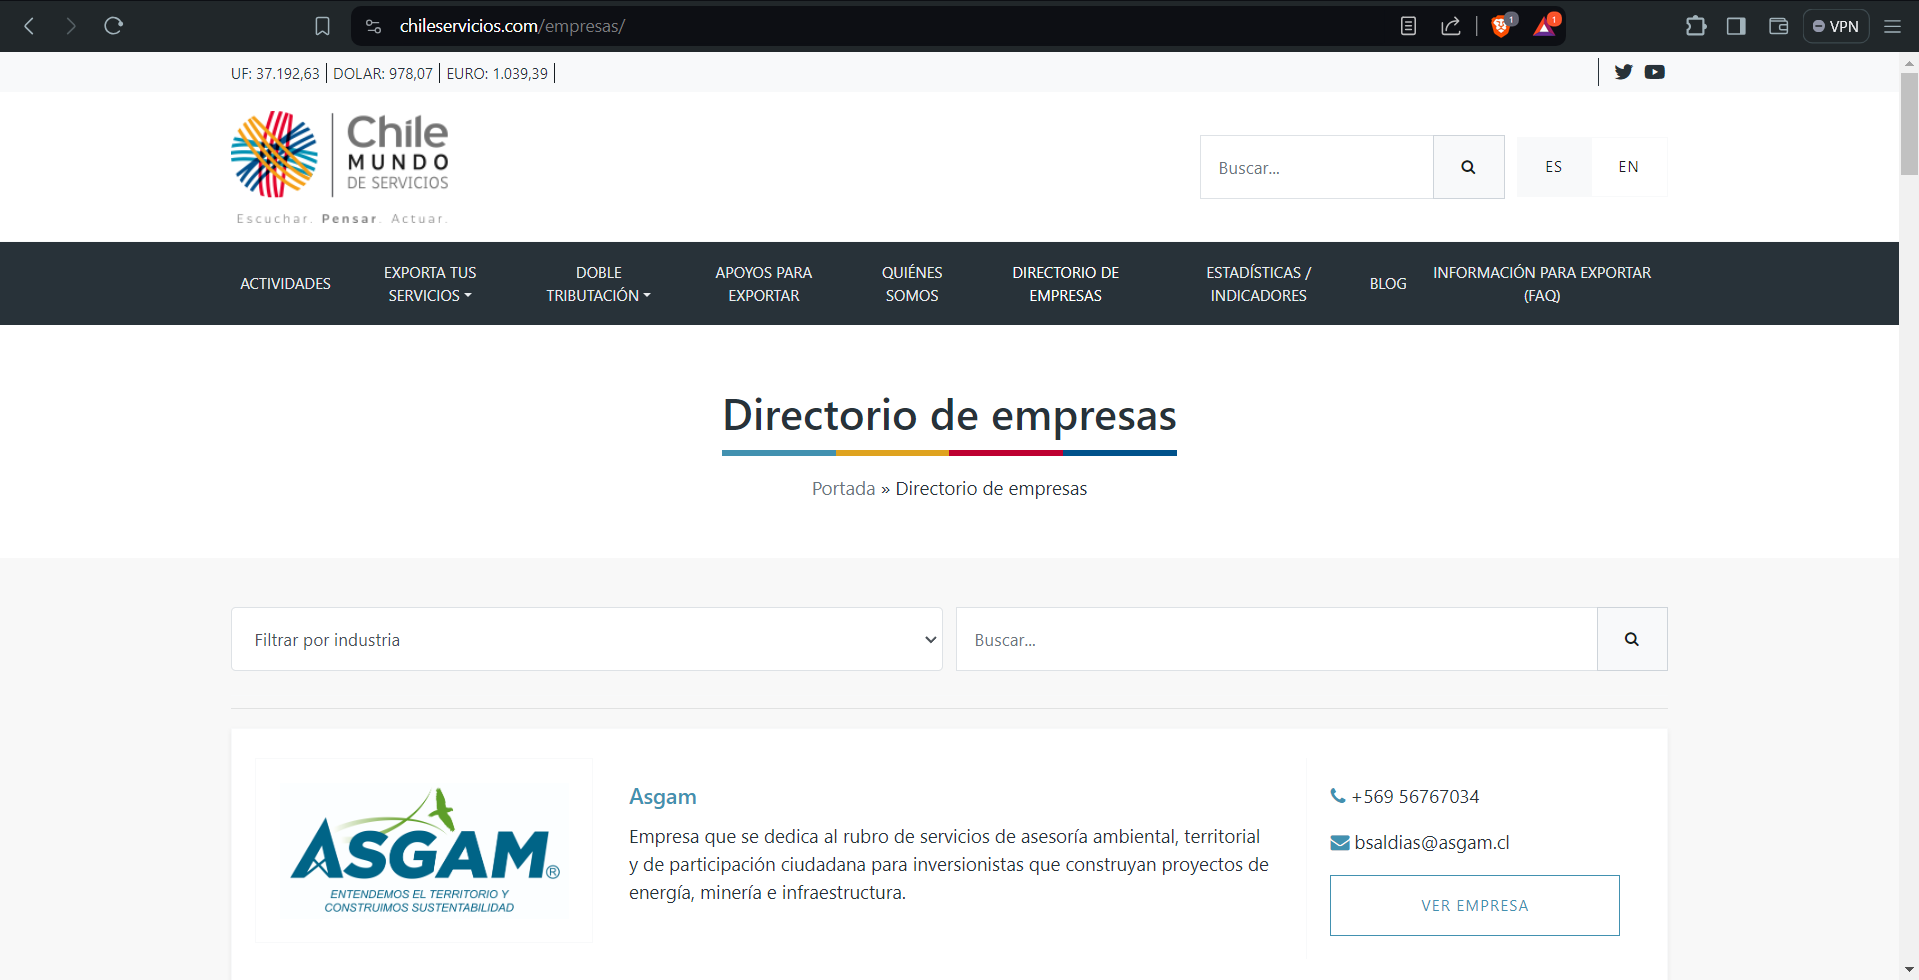 chileservicios.com/empresas/
1
1
VPN
UF: 37.192,63 | DOLAR: 978,07 | EURO: 1.039,39 |
Chile
MUNDO
DE SERVICIOS
Escuchar. Pensar. Actuar.
Buscar...
ES
EN
ACTIVIDADES
EXPORTA TUS
SERVICIOS
DOBLE
TRIBUTACIÓN
APOYOS PARA
EXPORTAR
QUIÉNES
SOMOS
DIRECTORIO DE
EMPRESAS
ESTADÍSTICAS /
INDICADORES
BLOG
INFORMACIÓN PARA EXPORTAR
(FAQ)
Directorio de empresas
Portada » Directorio de empresas
Filtrar por industria
Buscar...
ASGAM®
ENTENDEMOS EL TERRITORIO Y
CONSTRUIMOS SUSTENTABILIDAD
Asgam
Empresa que se dedica al rubro de servicios de asesoría ambiental, territorial
y de participación ciudadana para inversionistas que construyan proyectos de
energía, minería e infraestructura.
+569 56767034
bsaldias@asgam.cl
VER EMPRESA